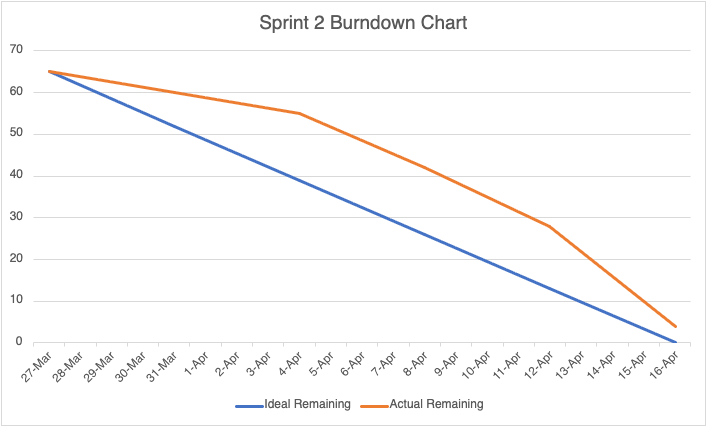 Sprint 2 Burndown Chart
70
60
50
40
30
20
10
0
27-Mar 28-Mar 29-Mar 30-Mar 31-Mar 1-Apr 2-Apr 3-Apr 4-Apr 5-Apr 6-Apr 7-Apr 8-Apr 9-Apr 10-Apr 11-Apr 12-Apr 13-Apr 14-Apr 15-Apr 16-Apr
Ideal Remaining Actual Remaining